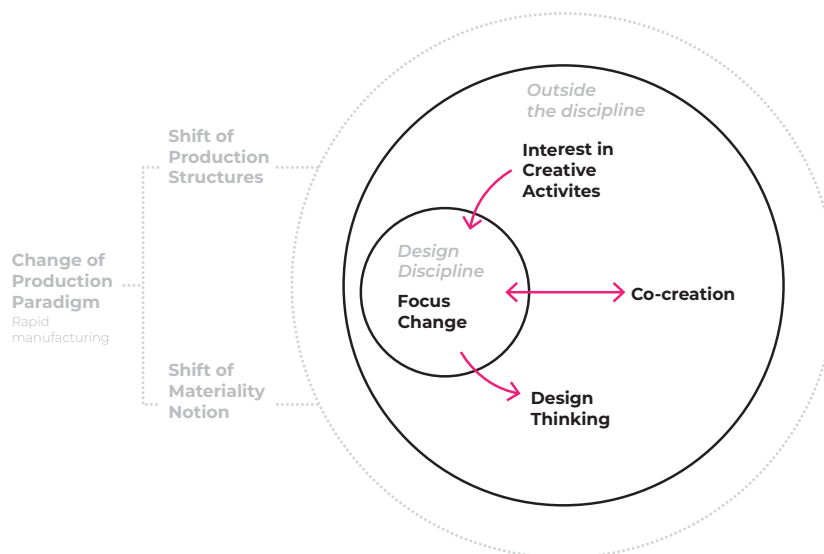 Outside
the discipline
Shift of
Production
Structures
Interest in
Creative
Activites
Change of
Production
Paradigm
Rapid
manufacturing
Design
Discipline
Focus
Change
Co-creation
Shift of
Materiality
Notion
Design
Thinking